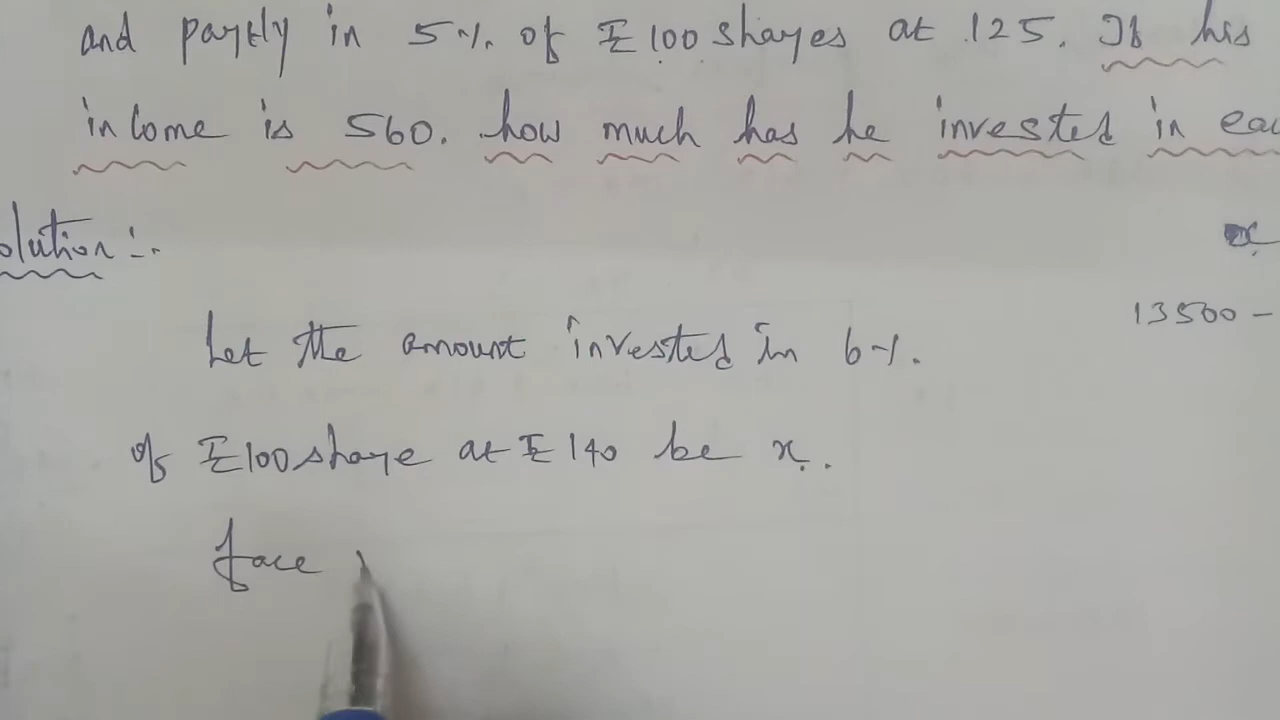 and partly in 5%. of ₹100 shares at 125. If his
income is 560. how much has he invested in
olution :-
x
13500 -
Let the amount invested in 6%.
of ₹100 share at ₹140 be x.
face